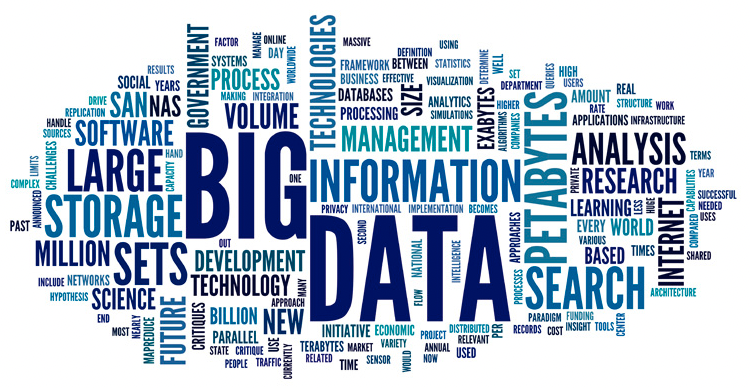 FACTOR
MANAGE
ONLINE
DAY
WORLDWIDE
SYSTEMS
GOVERNMENT
PROCESS
MAKING
INTEGRATION
VOLUME
RESULTS
SOCIAL
YEARS
DRIVE
SAN
NAS
REPLICATION
HANDLE
SOURCES
SOFTWARE
TECHNOLOGIES
MASSIVE
DEFINITION
USING
FRAMEWORK
BETWEEN
STATISTICS
BUSINESS
EFFECTIVE
VISUALIZATION
DATABASES
SIZE
ANALYTICS
PROCESSING
SIMULATIONS
MANAGEMENT
EXABYTES
DETERMINE
WELL
ALGORITHMS
HIGHER
COMPANIES
SET
DEPARTMENT
QUERIES
HIGH
USERS
AMOUNT
REAL
RATE
STRUCTURE
WORK
APPLICATIONS
INFRASTRUCTURE
PETABYTES
ANALYSIS
TERMS
PRIVATE
RESEARCH
YEAR
LEARNING
LESS
HUGE
INTERNET
CAPABILITIES
COMPARED
SUCCESSFUL
NEEDED
USES
EVERY
WORLD
VARIOUS
BASED
TIMES
SHARED
ARCHITECTURE
LIMITS
CHALLENGES
COMPLEX
LARGE
HAND
CAPACITY
BIG
ONE
INFORMATION
PRIVACY
INTERNATIONAL
IMPLEMENTATION
BECOMES
PAST
ANNOUNCED
STORAGE
MILLION
SETS
OUT
DEVELOPMENT
TECHNOLOGY
MANY
APPROACH
DATA
SECOND
FLOW
NATIONAL
INTELLIGENCE
APPROACHES
PROCESSES
SEARCH
INCLUDE
NETWORKS
HYPOTHESIS
SCIENCE
END
MOST
NEARLY
MAPREDUCE
FUTURE
CRITIQUES
BILLION
NEW
PARALLEL
STATE
CRITIQUE
USE
PEOPLE
TRAFFIC
CURRENTLY
INITIATIVE
ECONOMIC
VARIETY
PROJECT
DISTRIBUTED
PER
TERABYTES
MARKET
ANNUAL
RELEVANT
RELATED
TIME
SENSOR
WOULD
NOW
USED
PARADIGM
FUNDING
RECORDS
COST
INSIGHT
TOOLS
CENTER